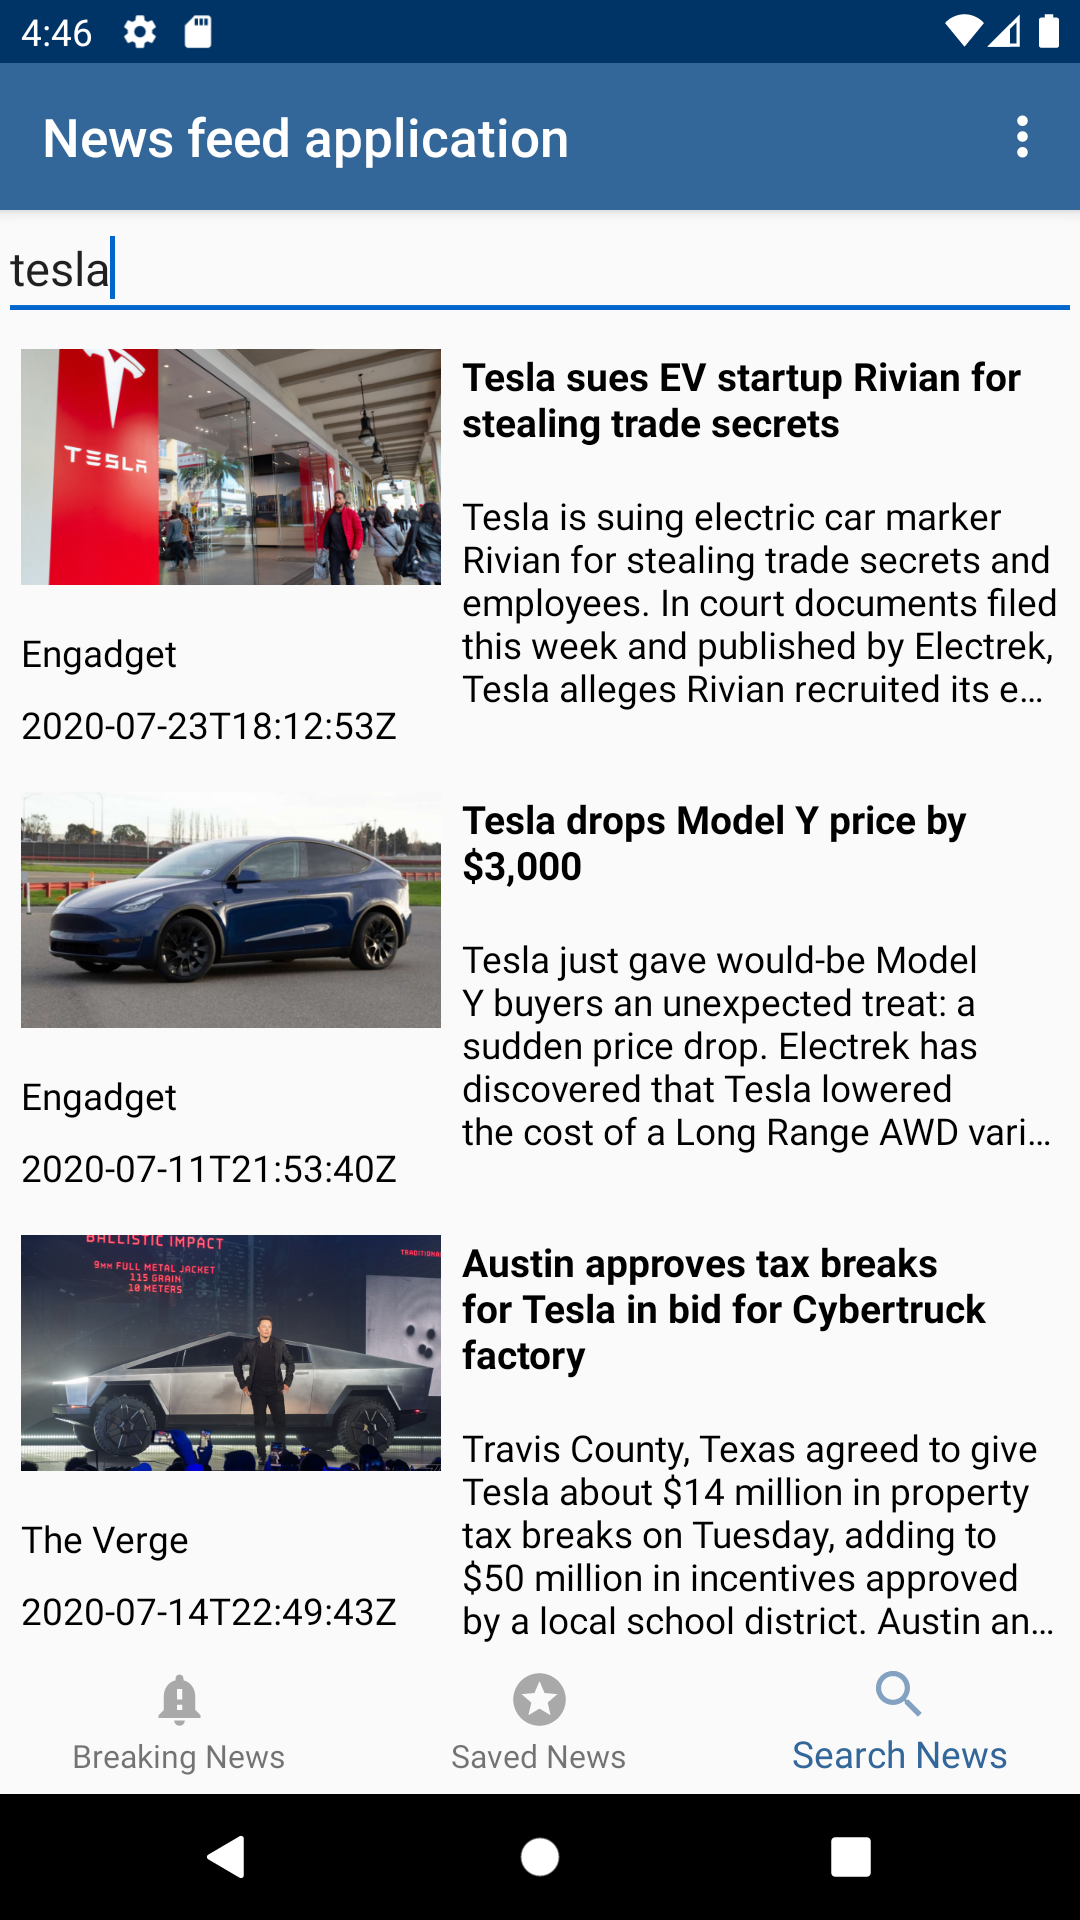 4:46
News feed application
tesla
TESLA
Tesla sues EV startup Rivian for
stealing trade secrets
Tesla is suing electric car marker
Rivian for stealing trade secrets and
employees. In court documents filed
this week and published by Electrek,
Tesla alleges Rivian recruited its e…
Engadget
2020-07-23T18:12:53Z
Tesla drops Model Y price by
$3,000
Tesla just gave would-be Model
Y buyers an unexpected treat: a
sudden price drop. Electrek has
discovered that Tesla lowered
the cost of a Long Range AWD vari…
Engadget
2020-07-11T21:53:40Z
BALLISTIC IMPACT
9MM FULL METAL JACKET
115 GRAIN
10 METERS
TRADITIONA
Austin approves tax breaks
for Tesla in bid for Cybertruck
factory
Travis County, Texas agreed to give
Tesla about $14 million in property
tax breaks on Tuesday, adding to
$50 million in incentives approved
by a local school district. Austin an…
The Verge
2020-07-14T22:49:43Z
Breaking News
Saved News
Search News